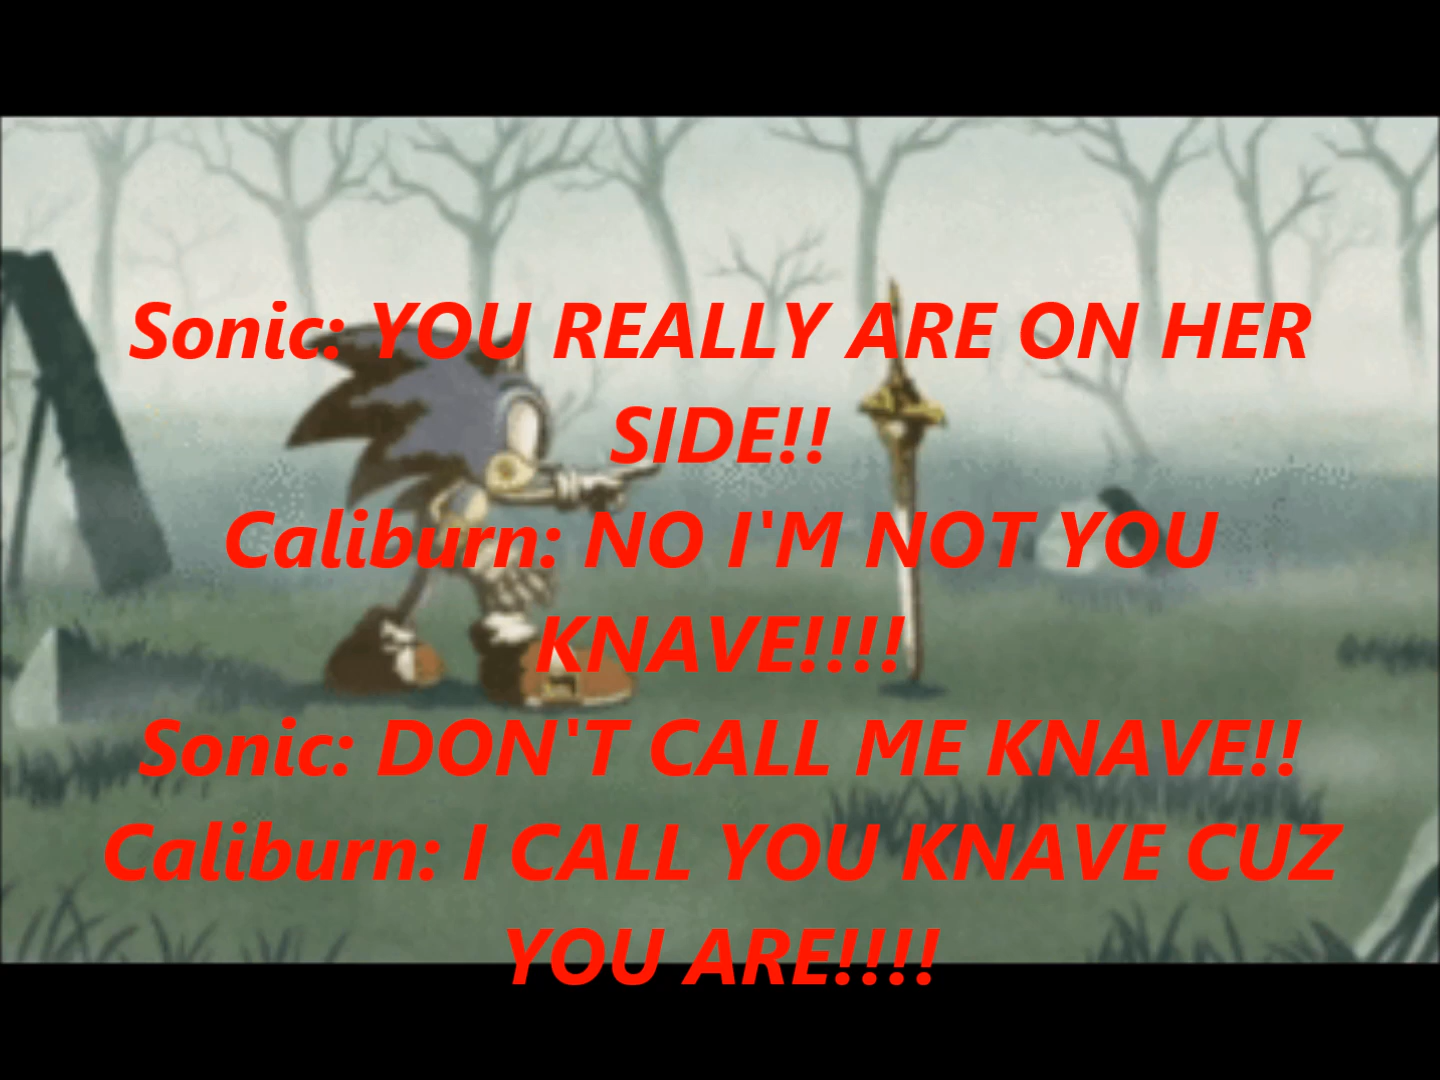 Sonic: YOU REALLY ARE ON HER
SIDE!!
Caliburn: NO I'M NOT YOU
KNAVE!!!!
Sonic: DON'T CALL ME KNAVE!!
Caliburn: I CALL YOU KNAVE CUZ
YOU ARE!!!!